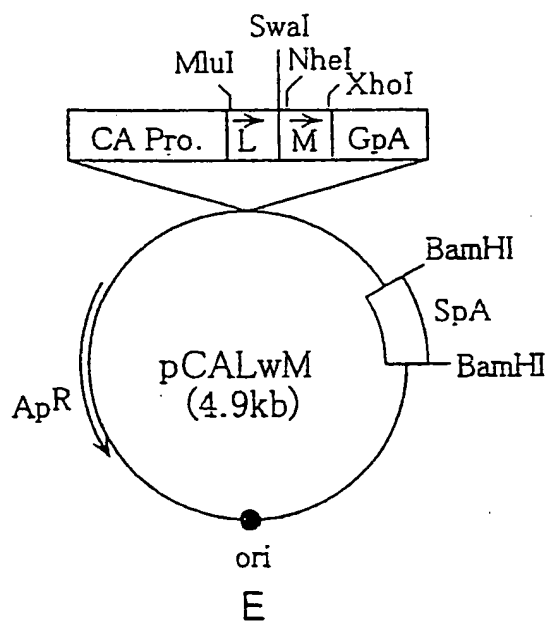 SwaI
MluI
NheI
XhoI
CA Pro.
L
M
GpA
BamHI
SpA
BamHI
pCALwM
(4.9kb)
ApR
ori
E